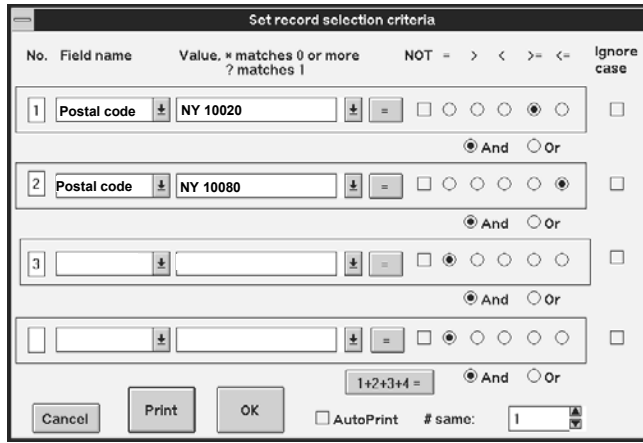 Set record selection criteria
No. Field name Value, * matches 0 or more NOT = > < >= <= Ignore
? matches 1 case
1 Postal code NY 10020 =
And Or
2 Postal code NY 10080 =
And Or
3 =
And Or
=
1+2+3+4 = And Or
Cancel Print OK AutoPrint # same: 1